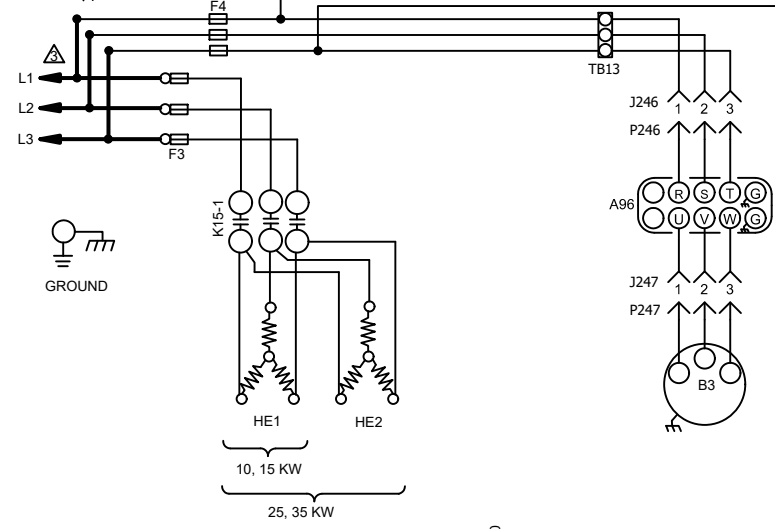 F4
3
L1
L2
L3
F3
TB13
J246 1 2 3
P246
K15-1
A96
R S T G
U V W G
J247 1 2 3
P247
GROUND
B3
HE1 HE2
10, 15 KW
25, 35 KW